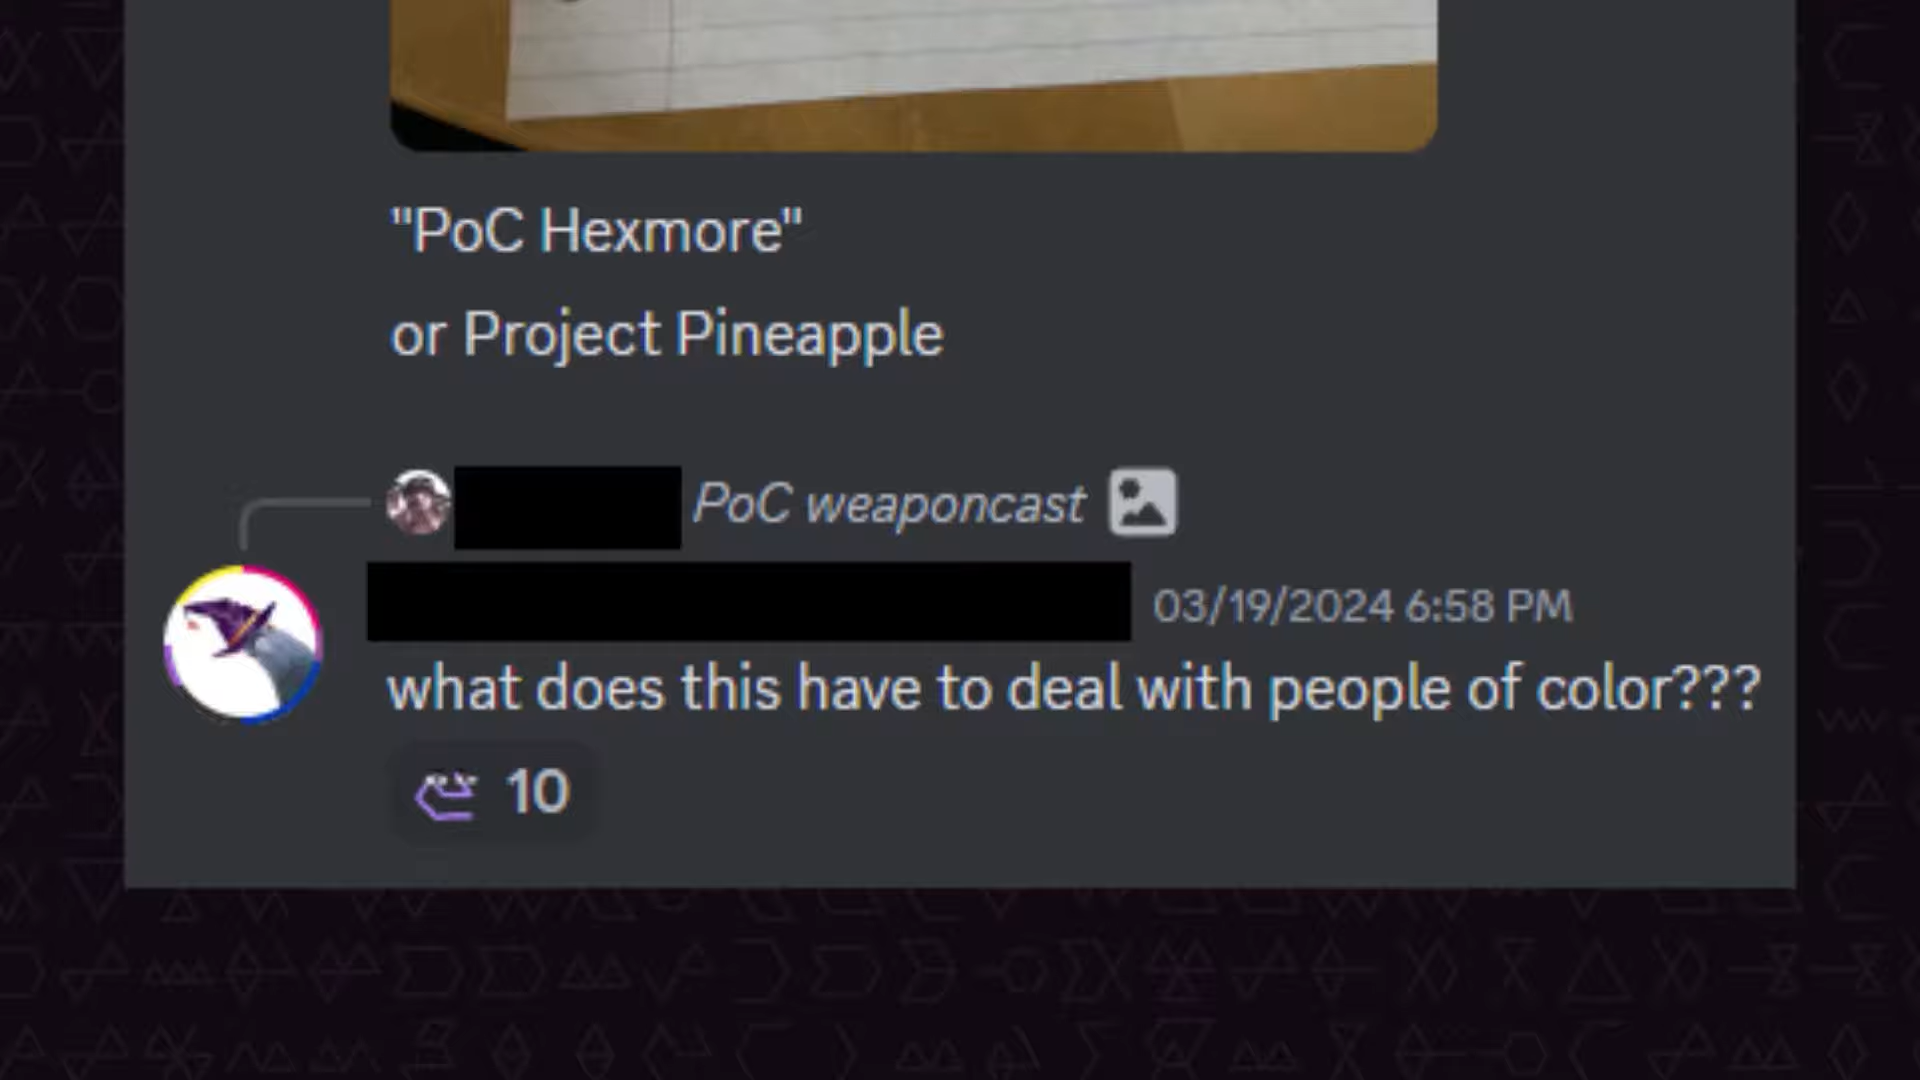 "PoC Hexmore"
or Project Pineapple
PoC weaponcast
03/19/2024 6:58 PM
what does this have to deal with people of color???
10